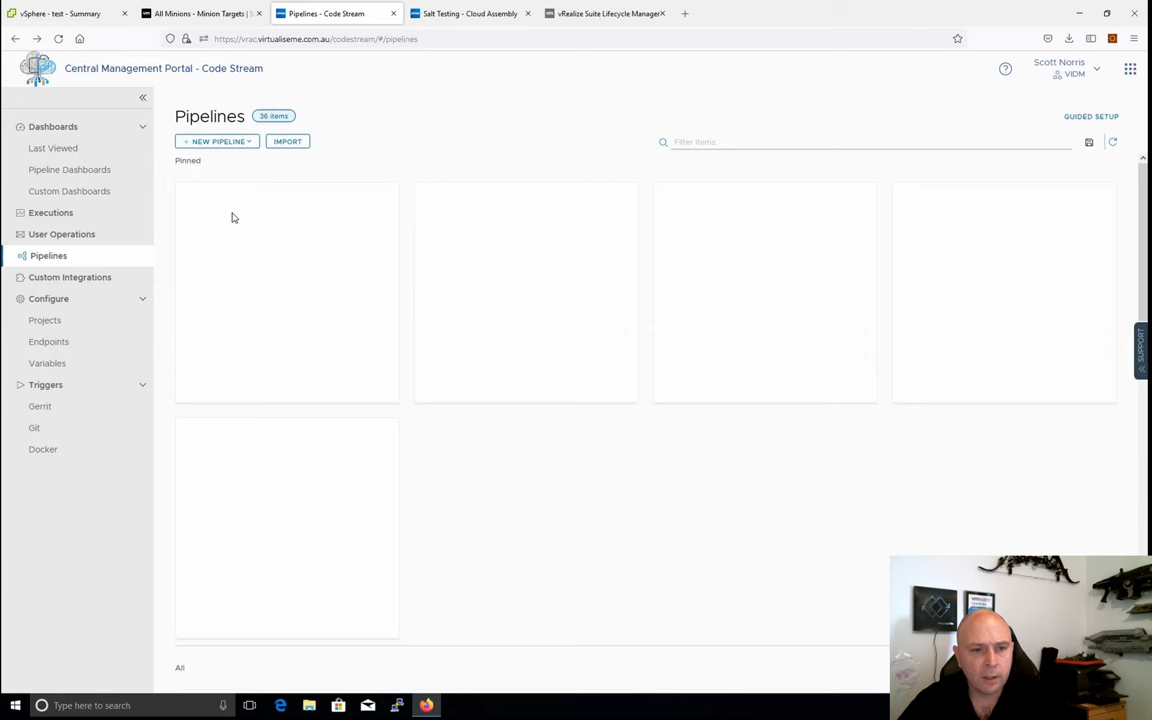 vSphere - test - Summary
All Minions - Minion Targets | S
Pipelines - Code Stream
Salt Testing - Cloud Assembly
vRealize Suite Lifecycle Manager
https://vrac.virtualiseme.com.au/codestream/#/pipelines
Central Management Portal - Code Stream
Scott Norris
VIDM
Dashboards
Last Viewed
Pipeline Dashboards
Custom Dashboards
Executions
User Operations
Pipelines
Custom Integrations
Configure
Projects
Endpoints
Variables
Triggers
Gerrit
Git
Docker
Pipelines 36 items
GUIDED SETUP
+ NEW PIPELINE
IMPORT
Filter items.
Pinned
SUPPORT
All
Type here to search